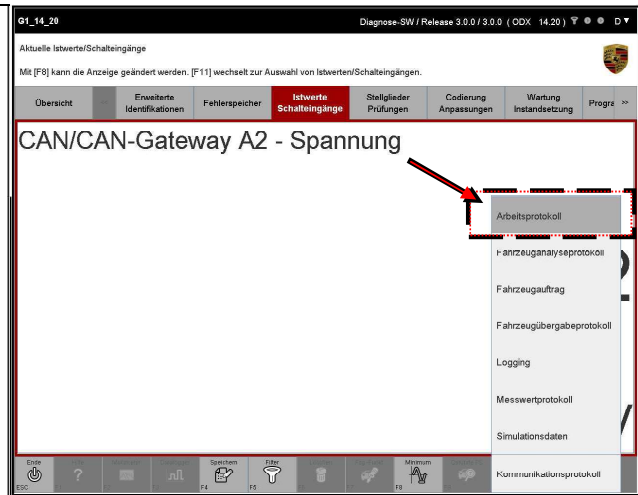 G1_14_20 Diagnose-SW / Release 3.0.0 / 3.0.0 ( ODX 14.20 ) D
Aktuelle Istwerte/Schalteingänge
Mit [F8] kann die Anzeige geändert werden. [F11] wechselt zur Auswahl von Istwerten/Schalteingängen.
Übersicht >> Erweiterte Identifikationen Fehlerspeicher Istwerte Schalteingänge Stellglieder Prüfungen Codierung Anpassungen Wartung Instandsetzung Progra >>
CAN/CAN-Gateway A2 - Spannung
Arbeitsprotokoll
Fahrzeuganalyseprotokoll
Fahrzeugauftrag
Fahrzeugübergabeprotokoll
Logging
Messwertprotokoll
Simulationsdaten
Kommunikationsprotokoll
Ende Speichern Filter Minimum
ESC F4 F5 F8